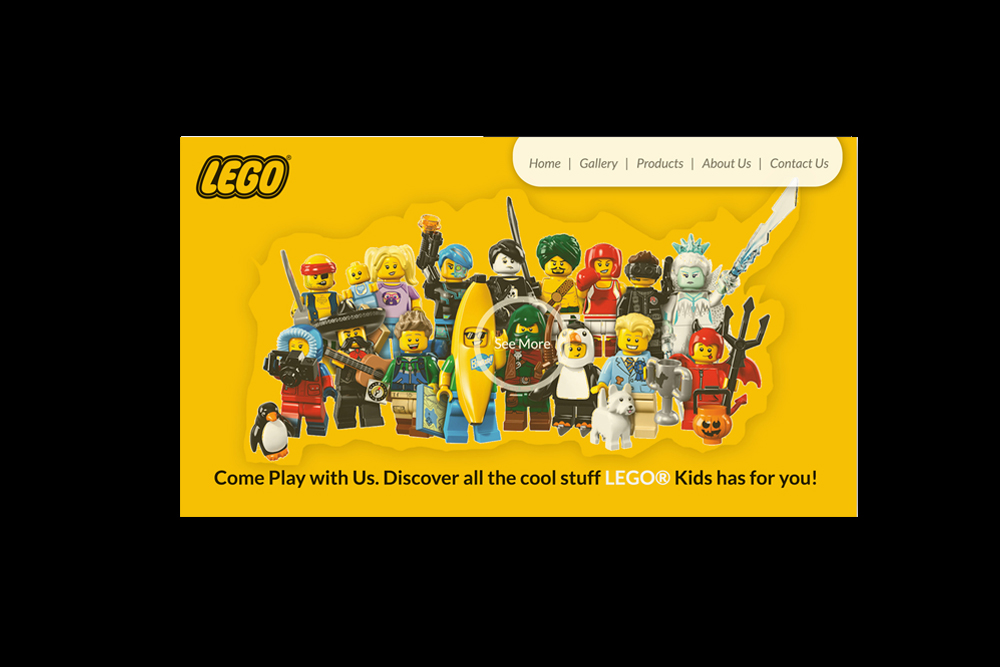 LEGO®
Home | Gallery | Products | About Us | Contact Us
See More
Come Play with Us. Discover all the cool stuff LEGO® Kids has for you!